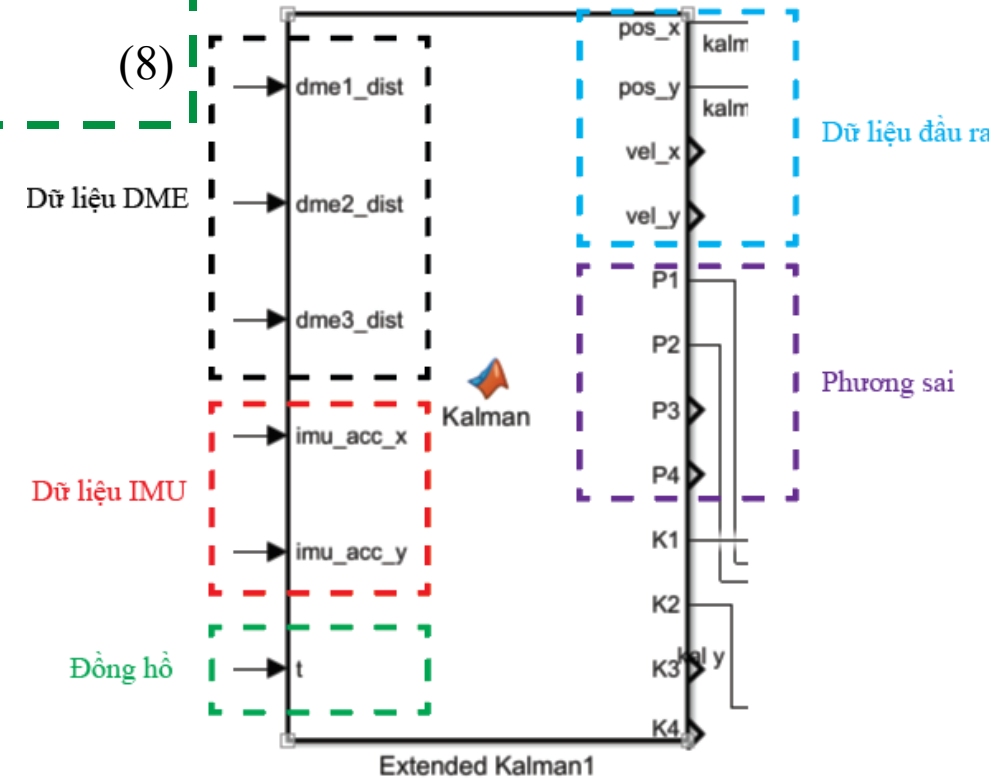 (8)
Dữ liệu DME
dme1_dist
dme2_dist
dme3_dist
Dữ liệu IMU
imu_acc_x
imu_acc_y
Đồng hồ
t
Kalman
pos_x
kalm
pos_y
kalm
vel_x
vel_y
Dữ liệu đầu ra
P1
P2
P3
P4
Phương sai
K1
K2
K3
kal y
K4
Extended Kalman1